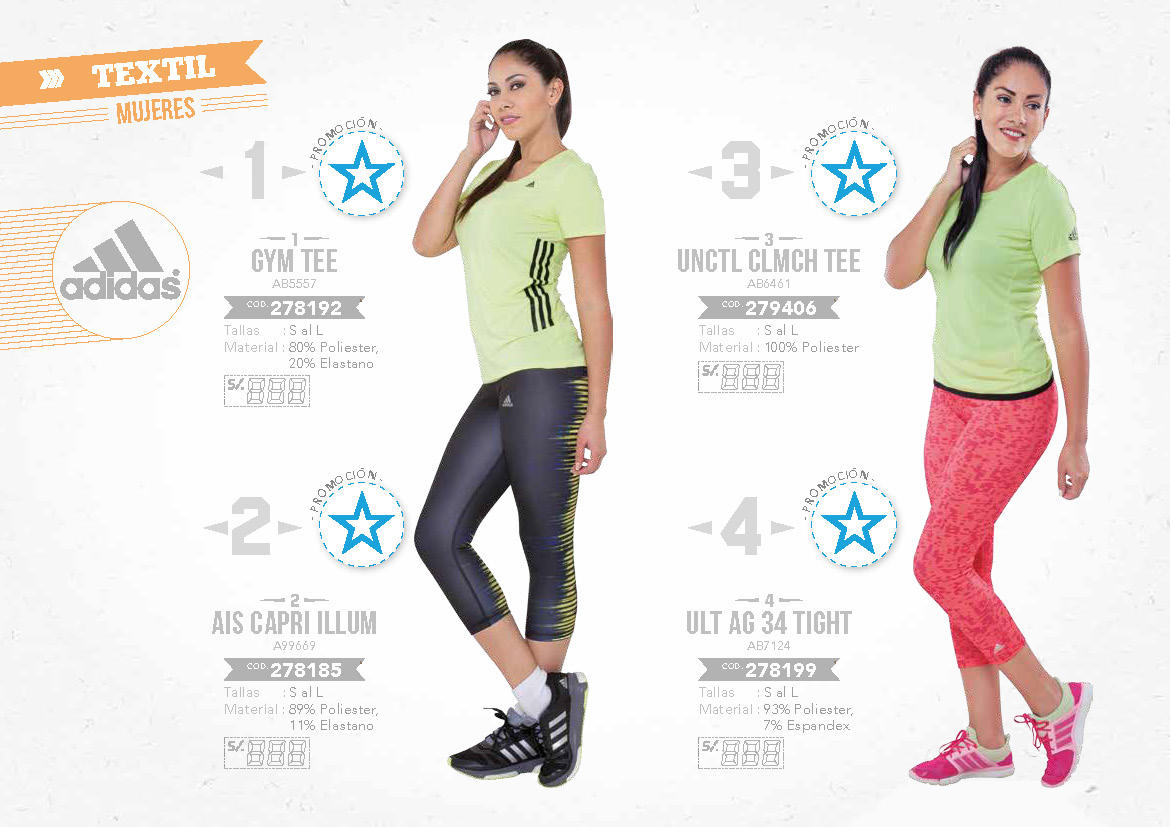 TEXTIL
MUJERES
adidas
1
PROMOCIÓN
1
GYM TEE
AB5557
COD. 278192
Tallas : S al L
Material : 80% Poliester,
20% Elastano
S/. 888
2
PROMOCIÓN
2
AIS CAPRI ILLUM
A99669
COD. 278185
Tallas : S al L
Material : 89% Poliester,
11% Elastano
S/. 888
3
PROMOCIÓN
3
UNCTL CLMCH TEE
AB6461
COD. 279406
Tallas : S al L
Material : 100% Poliester
S/. 888
4
PROMOCIÓN
4
ULT AG 34 TIGHT
AB7124
COD. 278199
Tallas : S al L
Material : 93% Poliester,
7% Espandex
S/. 888